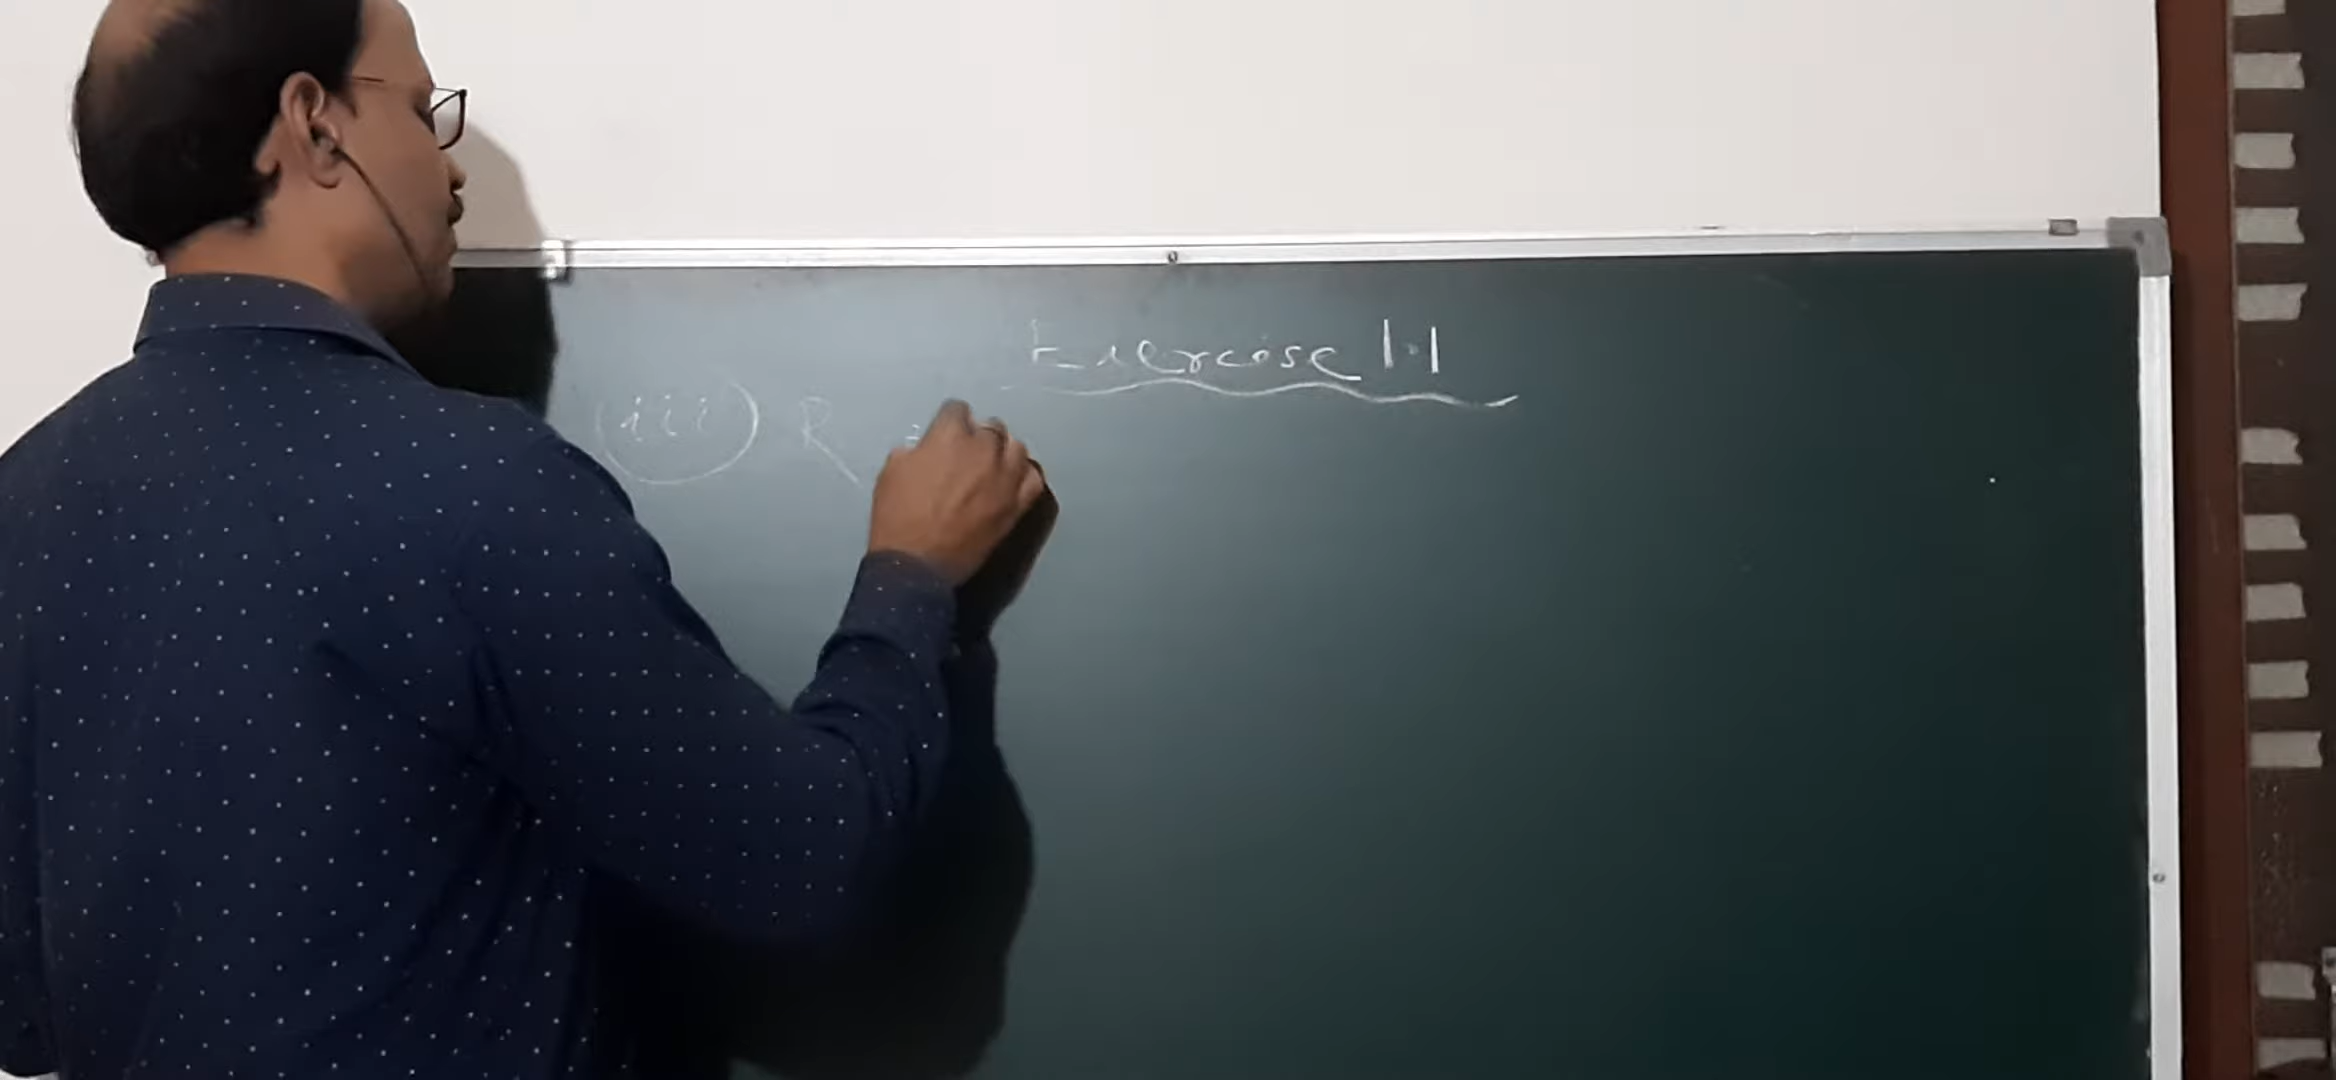 Exercise 1.1
(iii) R =